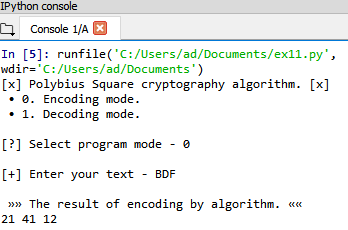 IPython console
Console 1/A
In [5]: runfile('C:/Users/ad/Documents/ex11.py',
wdir='C:/Users/ad/Documents')
[x] Polybius Square cryptography algorithm. [x]
• 0. Encoding mode.
• 1. Decoding mode.
[?] Select program mode - 0
[+] Enter your text - BDF
»» The result of encoding by algorithm. ««
21 41 12